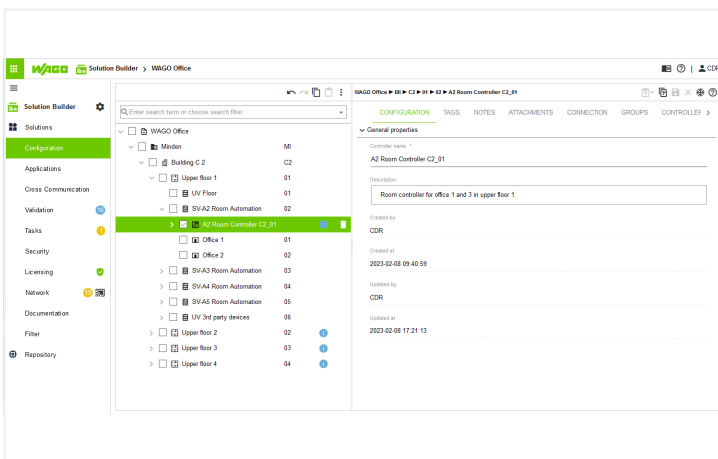 WAGO Solution Builder > WAGO Office | CDR
Solution Builder
Solutions
Configuration
Applications
Cross Communication
Validation 16
Tasks 1
Security
Licensing
Network 19
Documentation
Filter
Repository
Enter search term or choose search filter
WAGO Office
Minden MI
Building C 2 C2
Upper floor 1 01
UV Floor 01
SV-A2 Room Automation 02
A2 Room Controller C2_01
Office 1 01
Office 2 02
SV-A3 Room Automation 03
SV-A4 Room Automation 04
SV-A5 Room Automation 05
UV 3rd party devices 06
Upper floor 2 02
Upper floor 3 03
Upper floor 4 04
WAGO Office ▶ MI ▶ C2 ▶ 01 ▶ 02 ▶ A2 Room Controller C2_01
CONFIGURATION TAGS NOTES ATTACHMENTS CONNECTION GROUPS CONTROLLER
General properties
Controller name *
A2 Room Controller C2_01
Description
Room controller for office 1 and 3 in upper floor 1
Created by
CDR
Created at
2023-02-08 09:40:59
Updated by
CDR
Updated at
2023-02-08 17:21:13